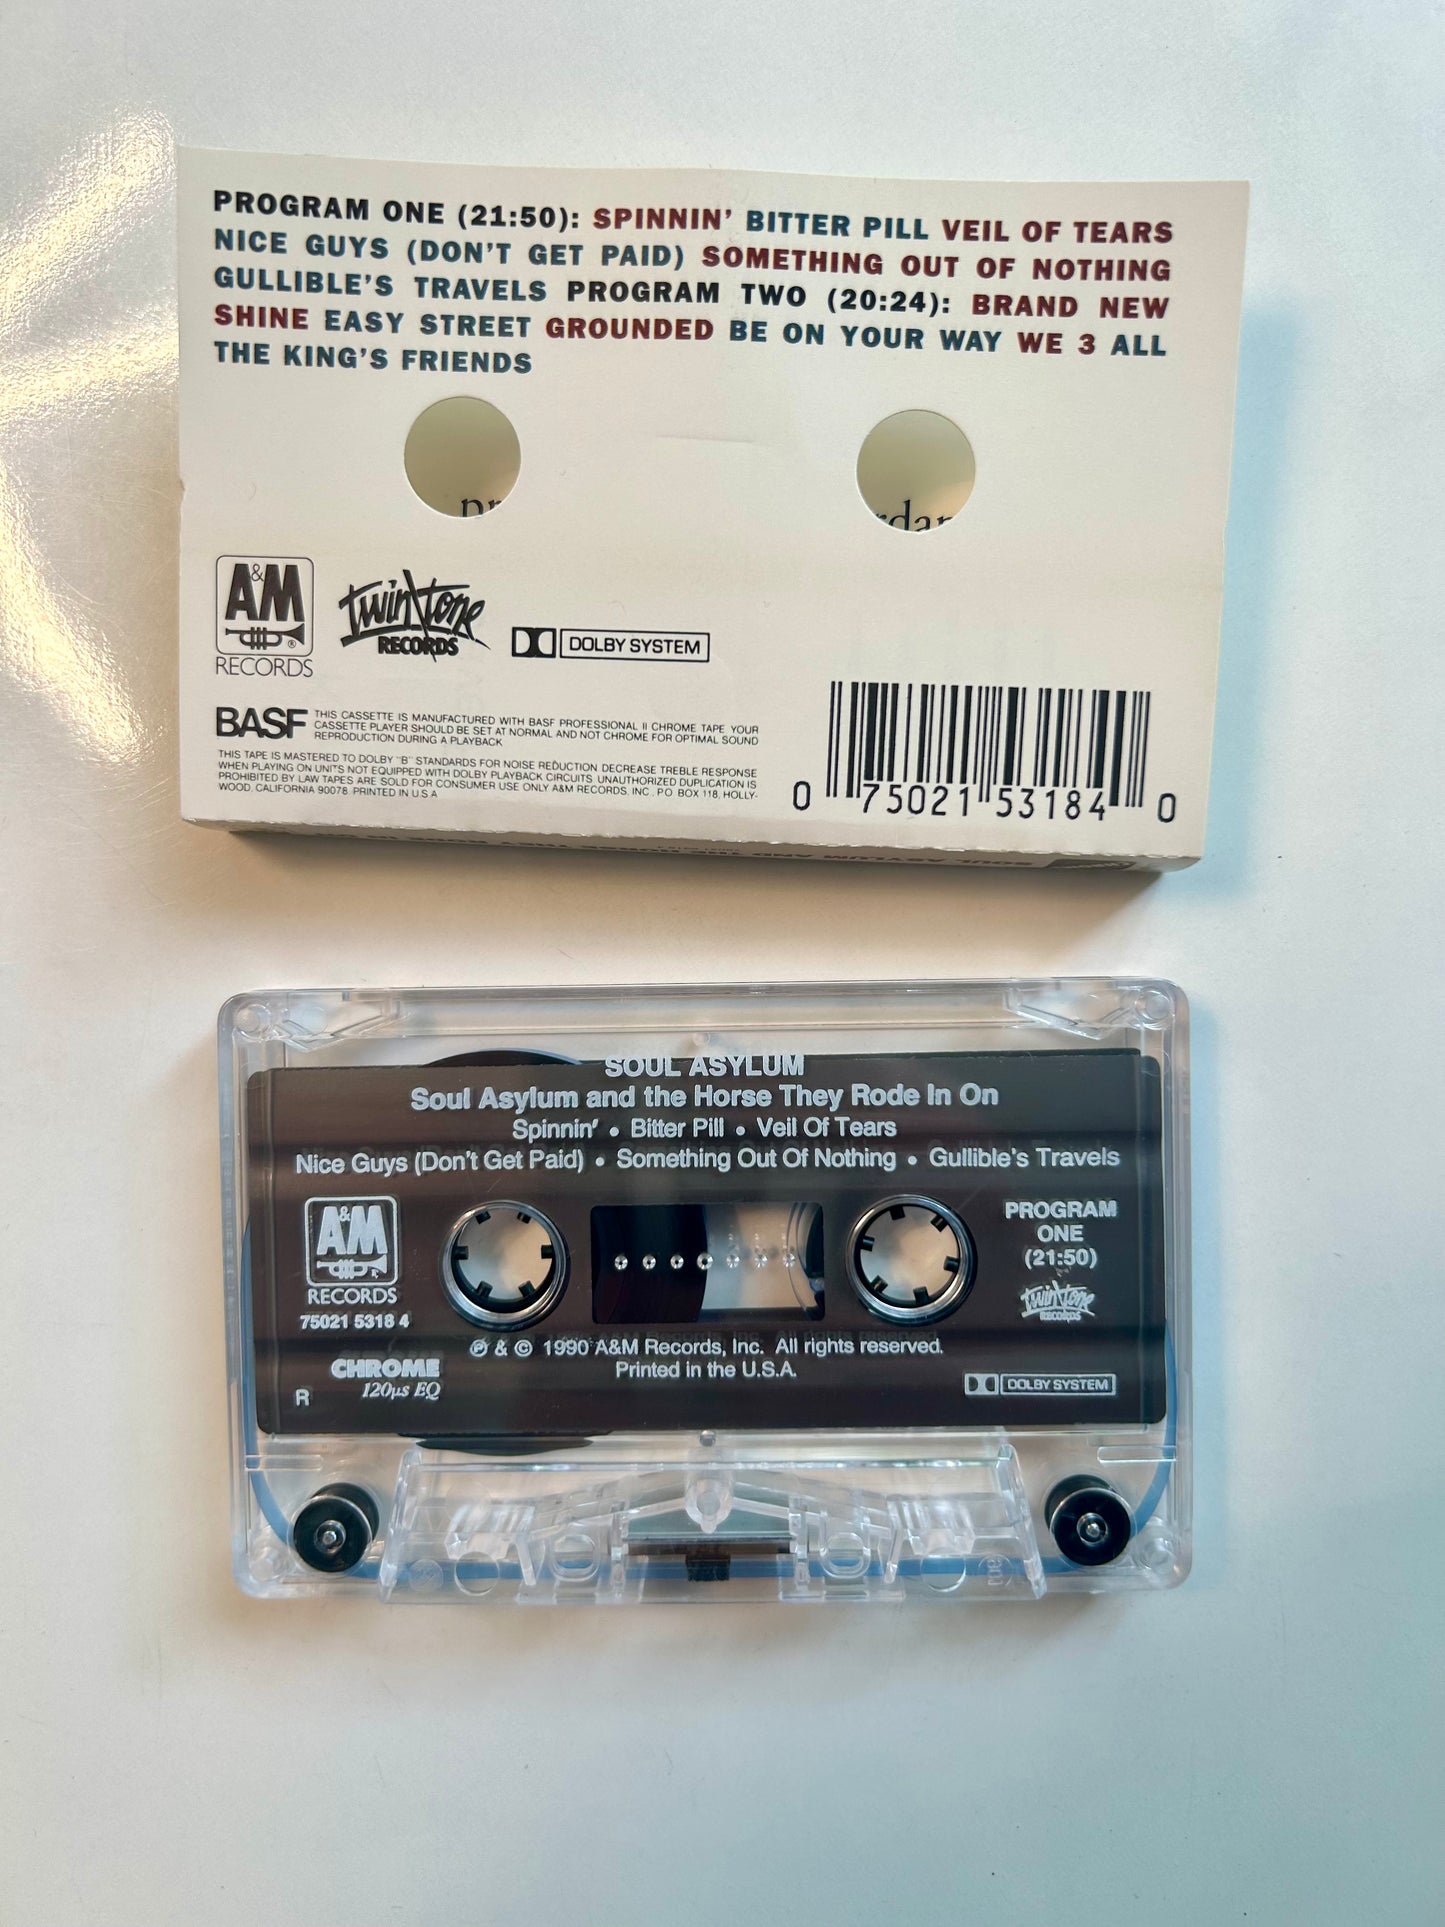 PROGRAM ONE (21:50): SPINNIN' BITTER PILL VEIL OF TEARS
NICE GUYS (DON'T GET PAID) SOMETHING OUT OF NOTHING
GULLIBLE'S TRAVELS PROGRAM TWO (20:24): BRAND NEW
SHINE EASY STREET GROUNDED BE ON YOUR WAY WE 3 ALL
THE KING'S FRIENDS
A&M
RECORDS
Twin/Tone
RECORDS
DOLBY SYSTEM
BASF
THIS CASSETTE IS MANUFACTURED WITH BASF PROFESSIONAL II CHROME TAPE YOUR
CASSETTE PLAYER SHOULD BE SET AT NORMAL AND NOT CHROME FOR OPTIMAL SOUND
REPRODUCTION DURING A PLAYBACK
THIS TAPE IS MASTERED TO DOLBY "B" STANDARDS FOR NOISE REDUCTION. DECREASE TREBLE RESPONSE
WHEN PLAYING ON UNITS NOT EQUIPPED WITH DOLBY PLAYBACK CIRCUITS. UNAUTHORIZED DUPLICATION IS
PROHIBITED BY LAW TAPES ARE SOLD FOR CONSUMER USE ONLY A&M RECORDS, INC., P.O. BOX 118, HOLLY-
WOOD, CALIFORNIA 90078. PRINTED IN U.S.A
0 75021 53184 0
SOUL ASYLUM AND THE HORSE THEY RODE IN ON
SOUL ASYLUM
Soul Asylum and the Horse They Rode In On
Spinnin' • Bitter Pill • Veil Of Tears
Nice Guys (Don't Get Paid) • Something Out Of Nothing • Gullible's Travels
A&M
RECORDS
75021 5318 4
PROGRAM
ONE
(21:50)
Twin/Tone
RECORDS
℗ & © 1990 A&M Records, Inc. All rights reserved.
Printed in the U.S.A.
CHROME
120µs EQ
R
DOLBY SYSTEM